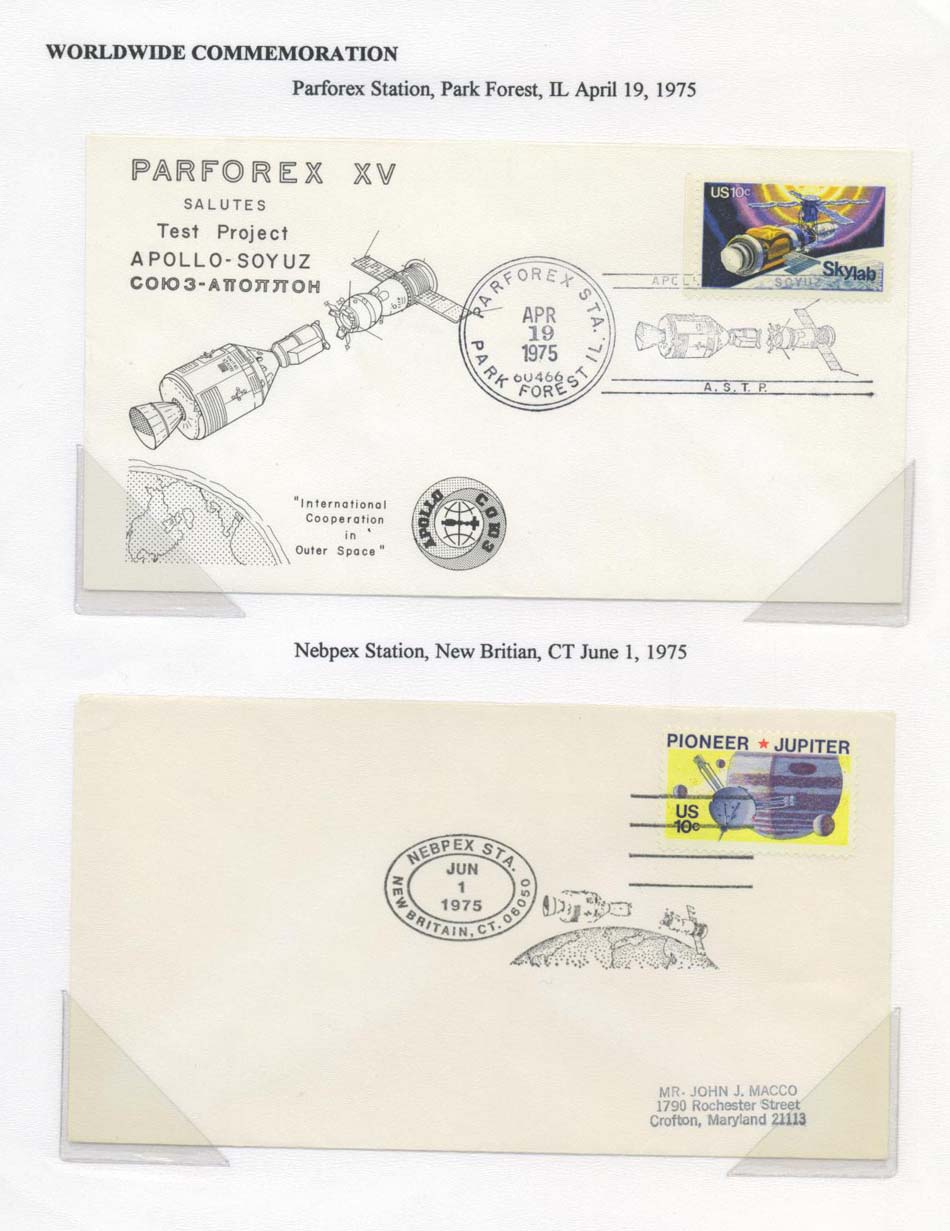 WORLDWIDE COMMEMORATION
Parforex Station, Park Forest, IL April 19, 1975
PARFOREX XV
SALUTES
Test Project
APOLLO-SOYUZ
СОЮЗ-АПОЛЛОН
US10c
Skylab
PARFOREX STA.
APR
19
1975
60466
PARK FOREST IL.
SOYUZ
A.S.T.P.
"International
Cooperation
in
Outer Space"
APOLLO СОЮЗ
Nebpex Station, New Britian, CT June 1, 1975
PIONEER ★ JUPITER
US
10c
NEBPEX STA.
JUN
1
1975
NEW BRITAIN, CT. 06050
MR. JOHN J. MACCO
1790 Rochester Street
Crofton, Maryland 21113